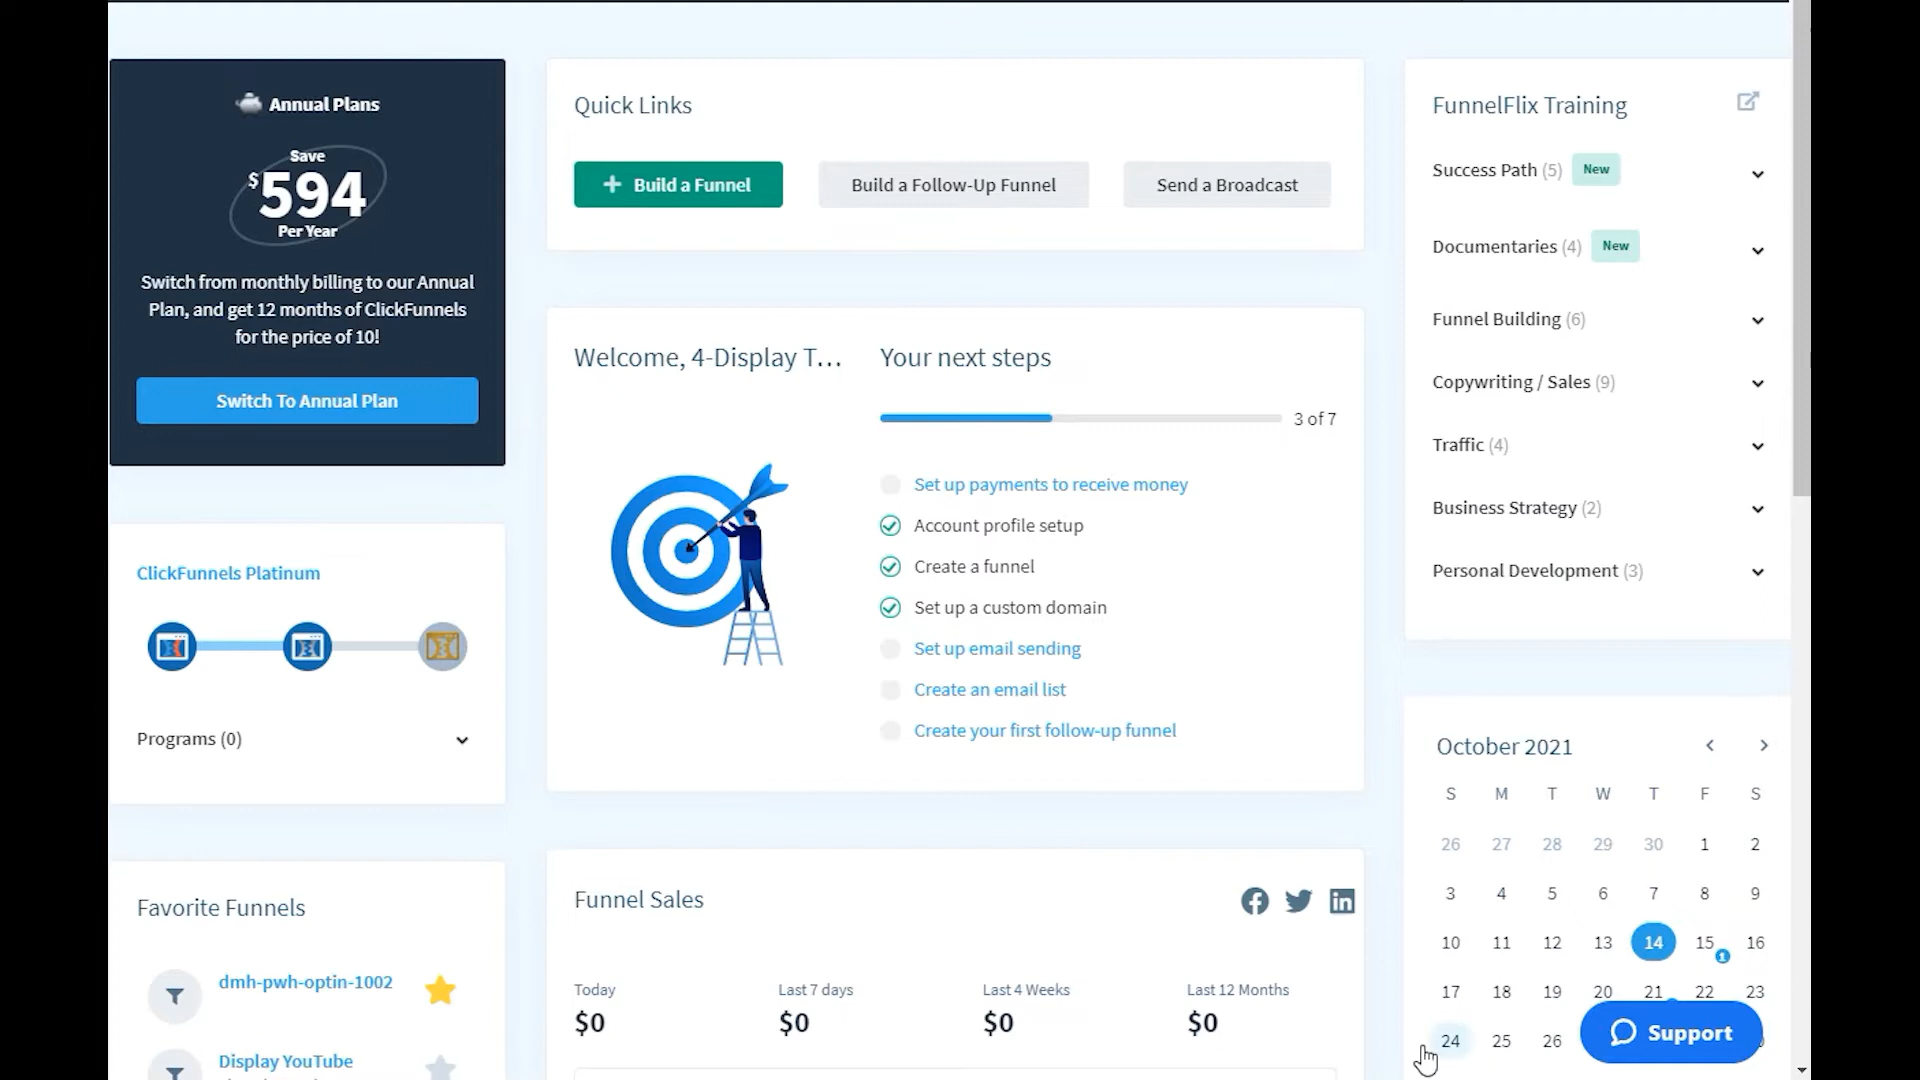 Annual Plans
Save
$594
Per Year
Switch from monthly billing to our Annual
Plan, and get 12 months of ClickFunnels
for the price of 10!
Switch To Annual Plan
ClickFunnels Platinum
Programs (0)
Favorite Funnels
dmh-pwh-optin-1002
Display YouTube
Quick Links
+ Build a Funnel
Build a Follow-Up Funnel
Send a Broadcast
Welcome, 4-Display T...
Your next steps
3 of 7
Set up payments to receive money
Account profile setup
Create a funnel
Set up a custom domain
Set up email sending
Create an email list
Create your first follow-up funnel
Funnel Sales
Today Last 7 days Last 4 Weeks Last 12 Months
$0 $0 $0 $0
FunnelFlix Training
Success Path (5) New
Documentaries (4) New
Funnel Building (6)
Copywriting / Sales (9)
Traffic (4)
Business Strategy (2)
Personal Development (3)
October 2021
S M T W T F S
26 27 28 29 30 1 2
3 4 5 6 7 8 9
10 11 12 13 14 15 1 16
17 18 19 20 21 22 23
24 25 26
Support